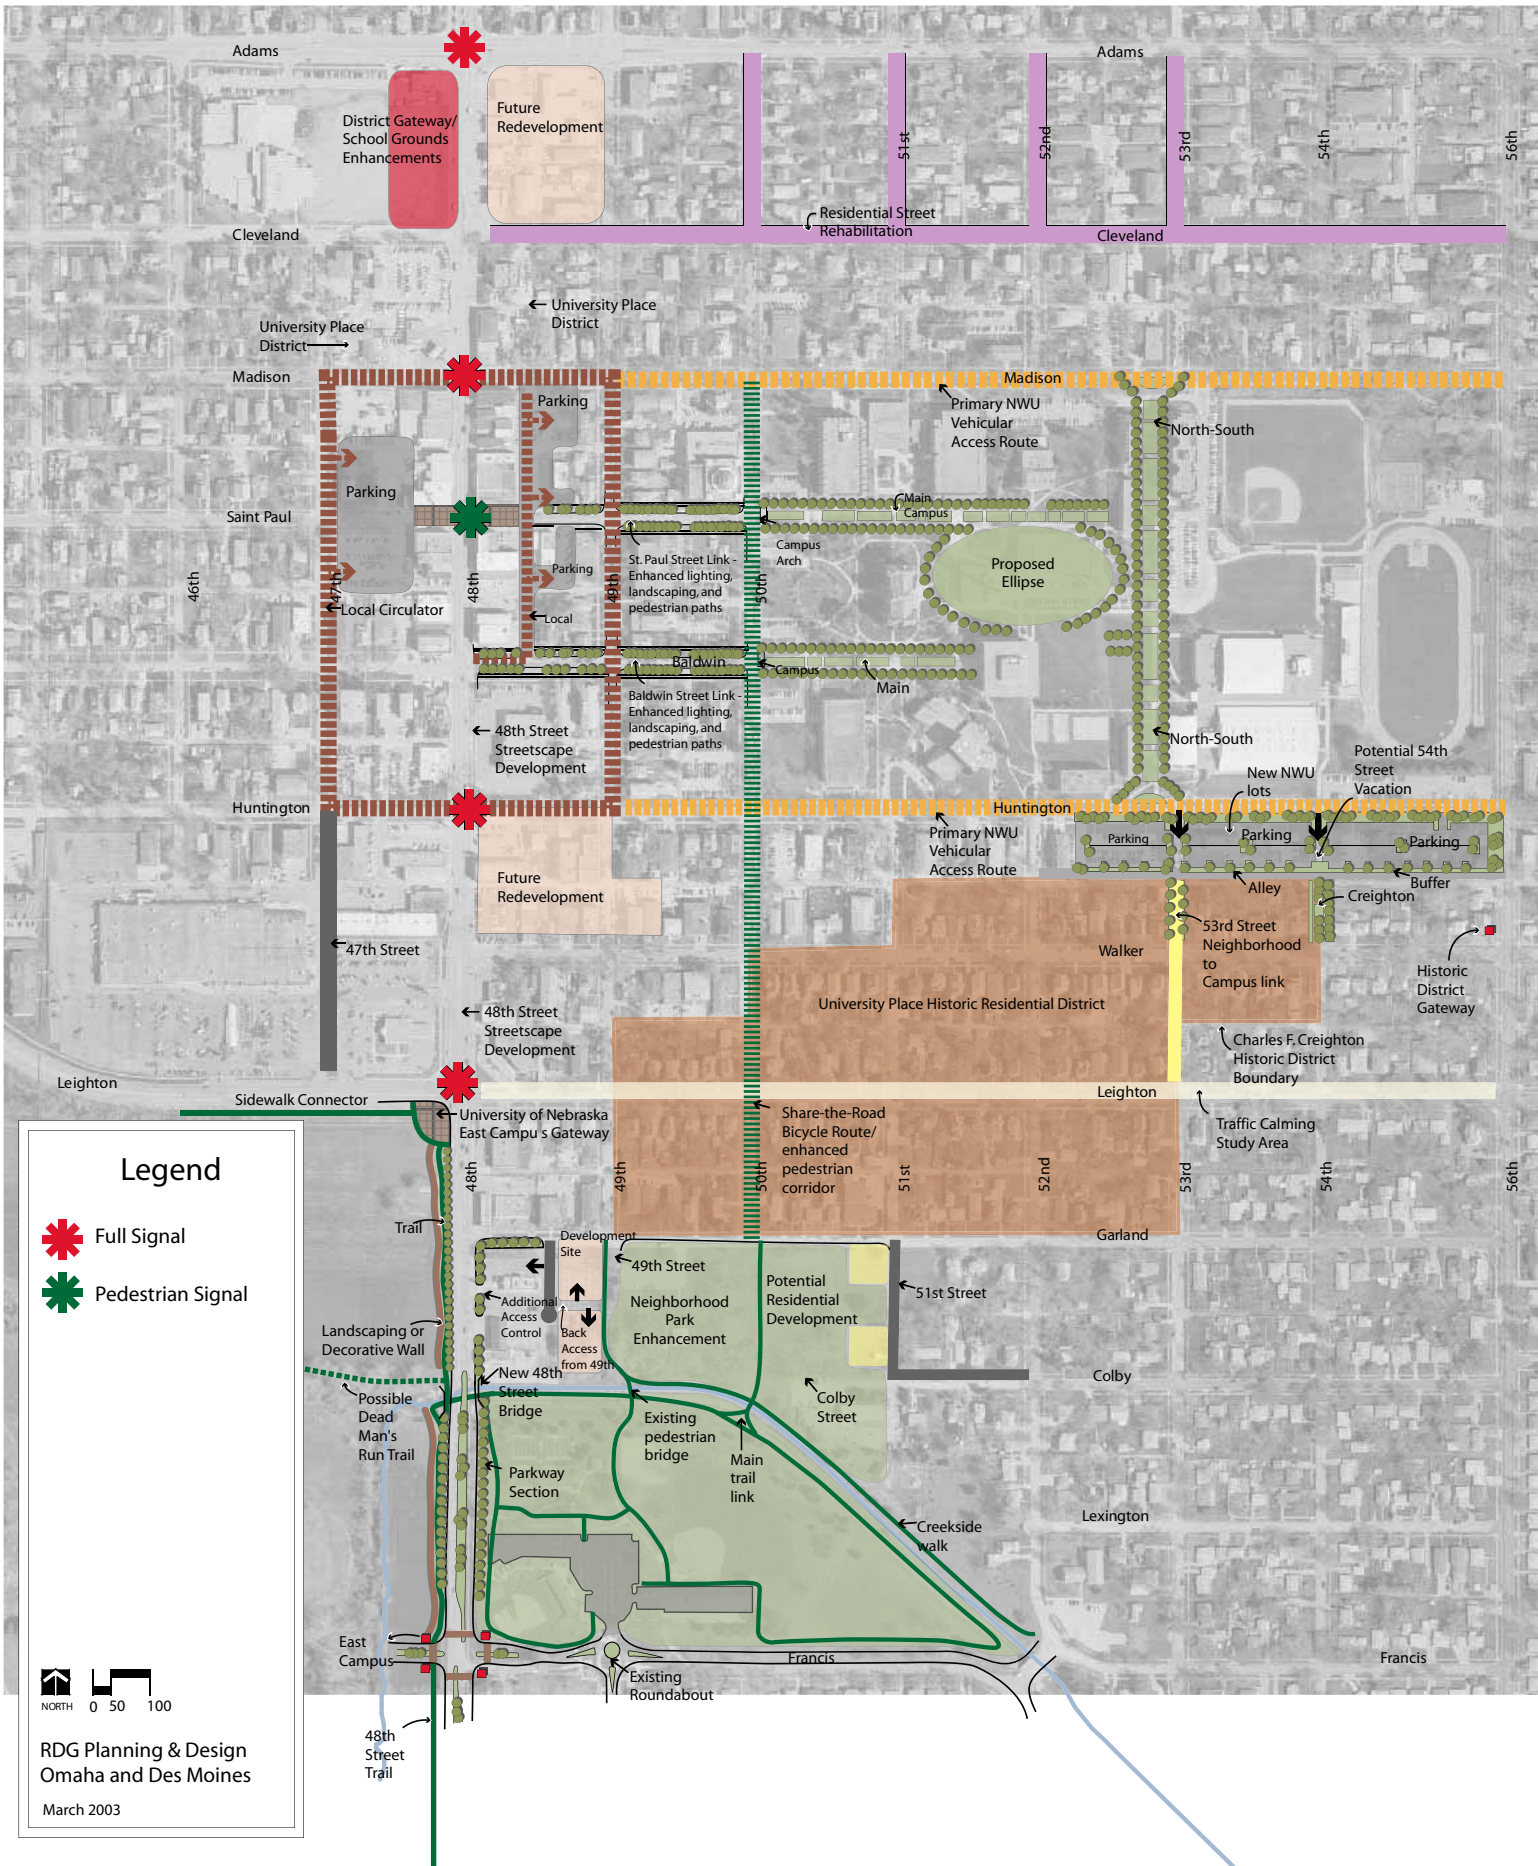 Adams
Adams
District Gateway/
School Grounds
Enhancements
Future
Redevelopment
51st
52nd
53rd
54th
56th
Residential Street
Rehabilitation
Cleveland
Cleveland
University Place
District
University Place
District
Madison
Madison
Parking
Primary NWU
Vehicular
Access Route
North-South
Parking
Main
Campus
Saint Paul
Campus
Arch
St. Paul Street Link -
Enhanced lighting,
landscaping, and
pedestrian paths
Proposed
Ellipse
Parking
46th
47th
48th
49th
50th
Local Circulator
Local
Baldwin
Campus
Main
Baldwin Street Link -
Enhanced lighting,
landscaping, and
pedestrian paths
48th Street
Streetscape
Development
North-South
Potential 54th
Street
Vacation
New NWU
lots
Huntington
Huntington
Primary NWU
Vehicular
Access Route
Parking
Parking
Parking
Future
Redevelopment
Alley
Buffer
Creighton
47th Street
53rd Street
Neighborhood
to
Campus link
Walker
Historic
District
Gateway
University Place Historic Residential District
48th Street
Streetscape
Development
Charles F. Creighton
Historic District
Boundary
Leighton
Leighton
Sidewalk Connector
University of Nebraska
East Campu s Gateway
Share-the-Road
Bicycle Route/
enhanced
pedestrian
corridor
Traffic Calming
Study Area
48th
49th
50th
51st
52nd
53rd
54th
56th
Legend
Full Signal
Pedestrian Signal
Trail
Development
Site
Garland
49th Street
Additional
Access
Control
Neighborhood
Park
Enhancement
Potential
Residential
Development
51st Street
Landscaping or
Decorative Wall
Back
Access
from 49th
New 48th
Street
Bridge
Colby
Possible
Dead
Man's
Run Trail
Colby
Street
Existing
pedestrian
bridge
Main
trail
link
Parkway
Section
Lexington
Creekside
walk
East
Campus
Francis
Francis
Existing
Roundabout
NORTH
0 50 100
48th
Street
Trail
RDG Planning & Design
Omaha and Des Moines
March 2003